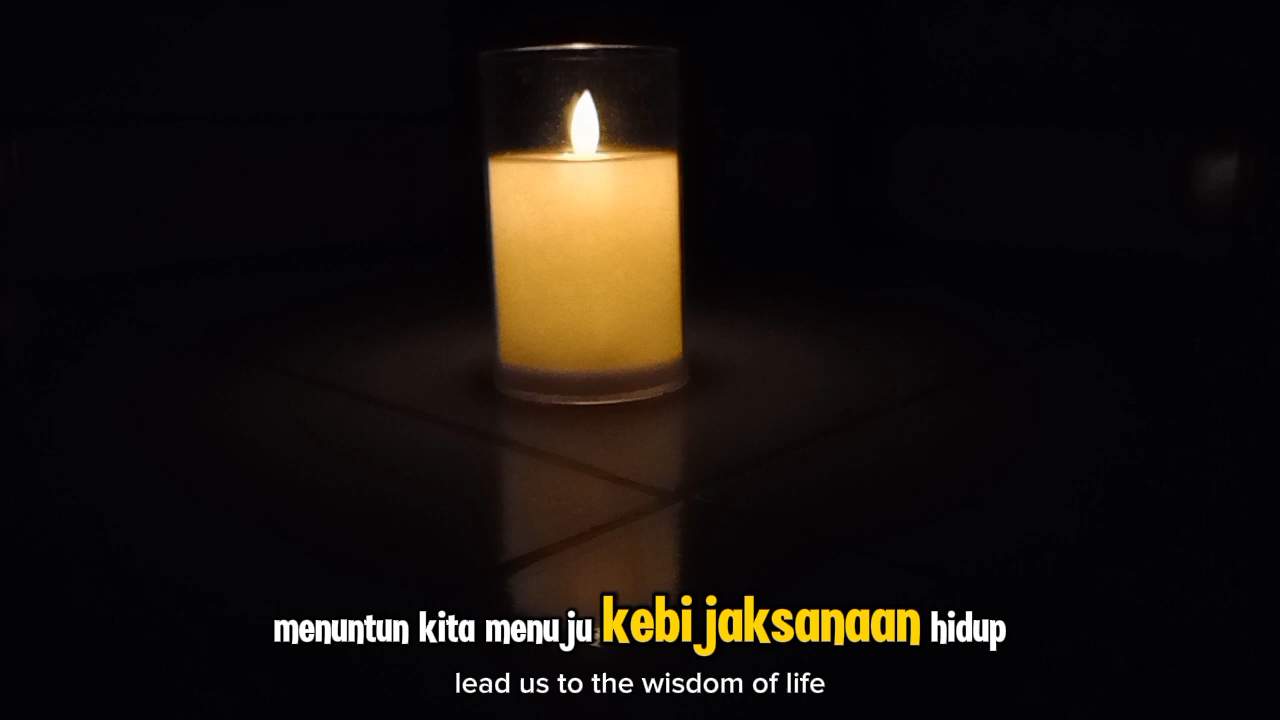 menuntun kita menuju kebijaksanaan hidup
lead us to the wisdom of life